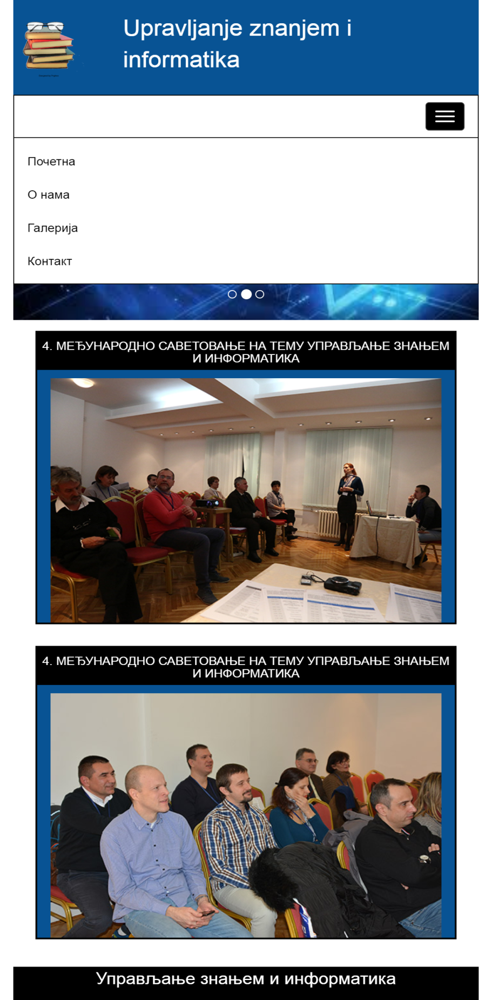 Upravljanje znanjem i
informatika
Почетна
О нама
Галерија
Контакт
4. МЕЂУНАРОДНО САВЕТОВАЊЕ НА ТЕМУ УПРАВЉАЊЕ ЗНАЊЕМ
И ИНФОРМАТИКА
4. МЕЂУНАРОДНО САВЕТОВАЊЕ НА ТЕМУ УПРАВЉАЊЕ ЗНАЊЕМ
И ИНФОРМАТИКА
Управљање знањем и информатика